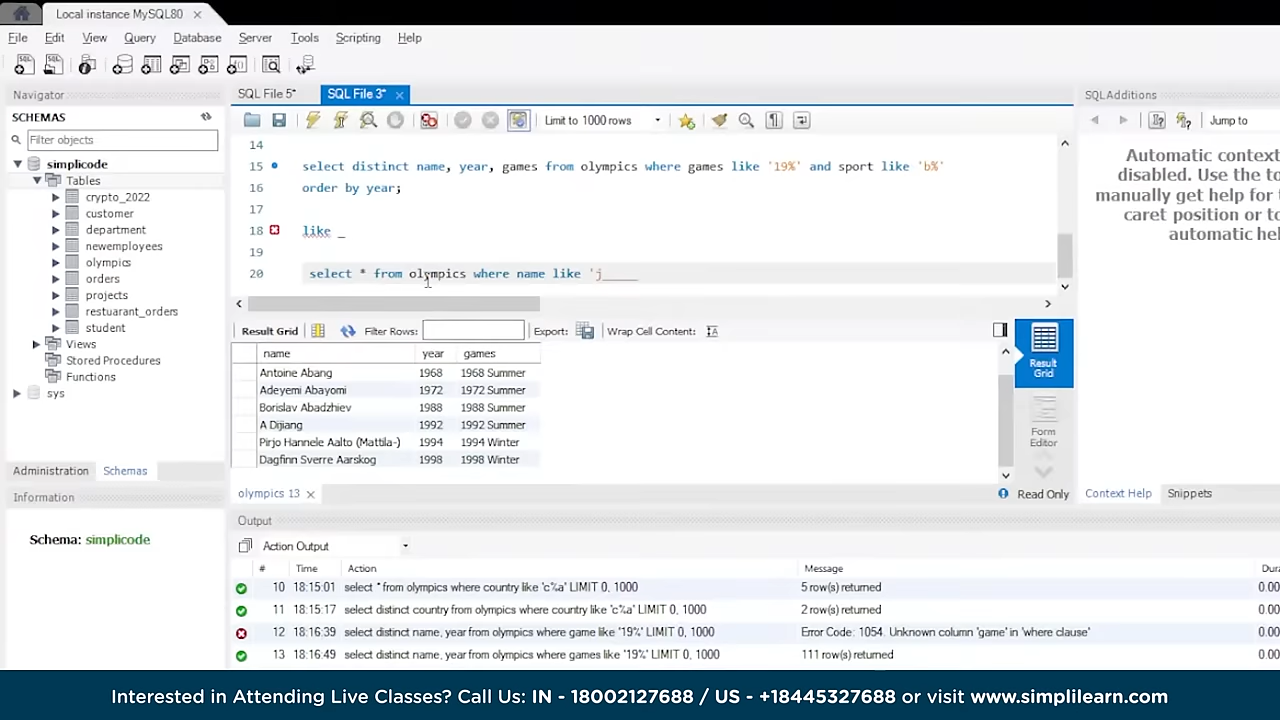 Local instance MySQL80 ×
File Edit View Query Database Server Tools Scripting Help
Navigator
SCHEMAS
Filter objects
simplicode
Tables
crypto_2022
customer
department
newemployees
olympics
orders
projects
restuarant_orders
student
Views
Stored Procedures
Functions
sys
Administration Schemas
Information
Schema: simplicode
SQL File 5* SQL File 3* ×
Limit to 1000 rows
14
15 select distinct name, year, games from olympics where games like '19%' and sport like 'b%'
16 order by year;
17
18 like _
19
20 select * from olympics where name like 'j_____
Result Grid Filter Rows: Export: Wrap Cell Content:
name year games
Antoine Abang 1968 1968 Summer
Adeyemi Abayomi 1972 1972 Summer
Borislav Abadzhiev 1988 1988 Summer
A Dijiang 1992 1992 Summer
Pirjo Hannele Aalto (Mattila-) 1994 1994 Winter
Dagfinn Sverre Aarskog 1998 1998 Winter
Result Grid
Form Editor
olympics 13 × Read Only
SQLAdditions
Jump to
Automatic context
disabled. Use the to
manually get help for
caret position or to
automatic help
Context Help Snippets
Output
Action Output
# Time Action Message Dura
10 18:15:01 select * from olympics where country like 'c%a' LIMIT 0, 1000 5 row(s) returned 0.00
11 18:15:17 select distinct country from olympics where country like 'c%a' LIMIT 0, 1000 2 row(s) returned 0.00
12 18:16:39 select distinct name, year from olympics where game like '19%' LIMIT 0, 1000 Error Code: 1054. Unknown column 'game' in 'where clause' 0.00
13 18:16:49 select distinct name, year from olympics where games like '19%' LIMIT 0, 1000 111 row(s) returned 0.00
Interested in Attending Live Classes? Call Us: IN - 18002127688 / US - +18445327688 or visit www.simplilearn.com